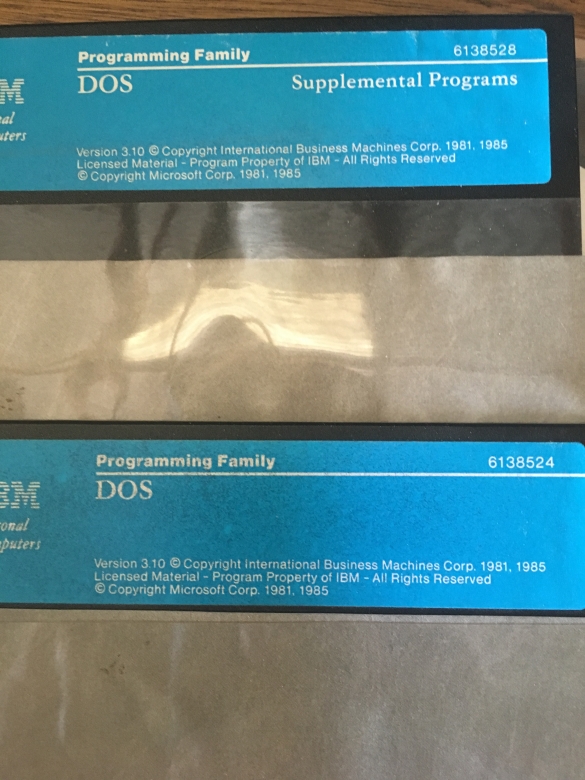 Programming Family 6138528
DOS Supplemental Programs
Version 3.10 © Copyright International Business Machines Corp. 1981, 1985
Licensed Material - Program Property of IBM - All Rights Reserved
© Copyright Microsoft Corp. 1981, 1985
Programming Family 6138524
DOS
Version 3.10 © Copyright International Business Machines Corp. 1981, 1985
Licensed Material - Program Property of IBM - All Rights Reserved
© Copyright Microsoft Corp. 1981, 1985